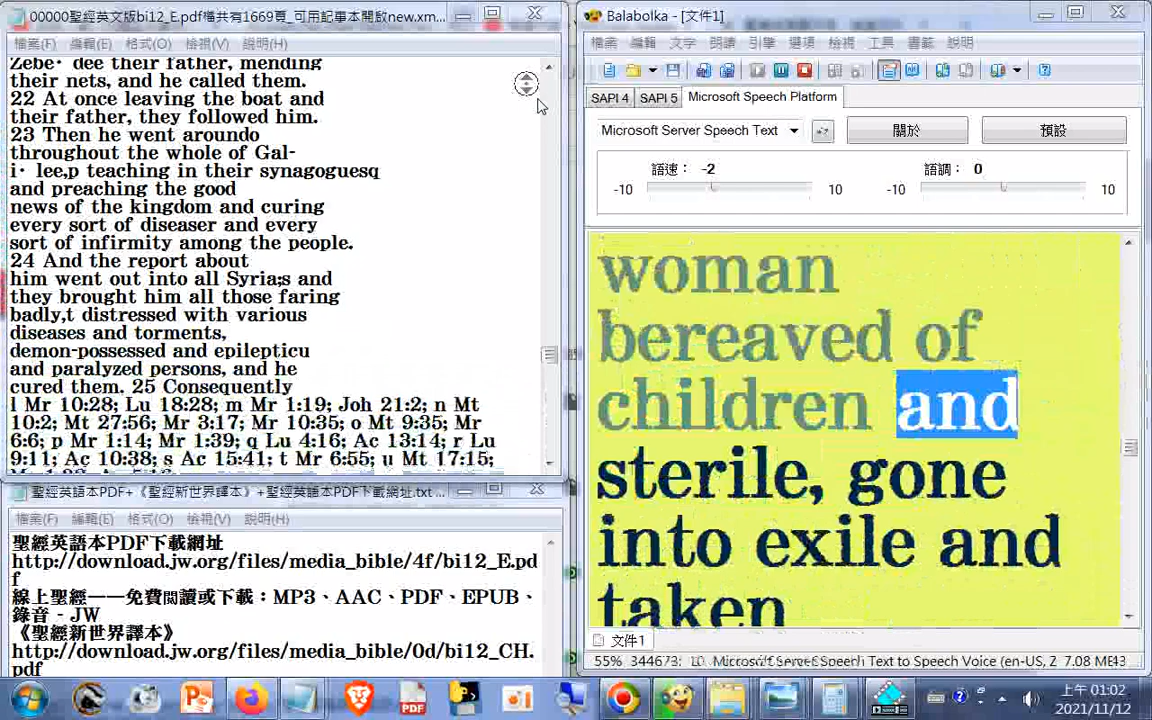 00000聖經英文版bi12_E.pdf檔共有1669頁_可用記事本開啟new.xm...
檔案(F) 編輯(E) 格式(O) 檢視(V) 說明(H)
Zebe· dee their father, mending
their nets, and he called them.
22 At once leaving the boat and
their father, they followed him.
23 Then he went aroundo
throughout the whole of Gal-
i· lee,p teaching in their synagoguesq
and preaching the good
news of the kingdom and curing
every sort of diseaser and every
sort of infirmity among the people.
24 And the report about
him went out into all Syria;s and
they brought him all those faring
badly,t distressed with various
diseases and torments,
demon-possessed and epilepticu
and paralyzed persons, and he
cured them. 25 Consequently
l Mr 10:28; Lu 18:28; m Mr 1:19; Joh 21:2; n Mt
10:2; Mt 27:56; Mr 3:17; Mr 10:35; o Mt 9:35; Mr
6:6; p Mr 1:14; Mr 1:39; q Lu 4:16; Ac 13:14; r Lu
9:11; Ac 10:38; s Ac 15:41; t Mr 6:55; u Mt 17:15;
聖經英語本PDF+《聖經新世界譯本》+聖經英語本PDF下載網址.txt ...
檔案(F) 編輯(E) 格式(O) 檢視(V) 說明(H)
聖經英語本PDF下載網址
http://download.jw.org/files/media_bible/4f/bi12_E.pd
f
線上聖經——免費閱讀或下載：MP3、AAC、PDF、EPUB、
錄音 - JW
《聖經新世界譯本》
http://download.jw.org/files/media_bible/0d/bi12_CH.
pdf
Balabolka - [文件1]
檔案 編輯 文字 朗讀 引擎 選項 檢視 工具 書籤 說明
SAPI 4 SAPI 5 Microsoft Speech Platform
Microsoft Server Speech Text 關於 預設
語速： -2 語調： 0
-10 10 -10 10
woman
bereaved of
children and
sterile, gone
into exile and
taken
文件1
55% 344673: Microsoft Server Speech Text to Speech Voice (en-US, 7.08 MB
上午 01:02
2021/11/12